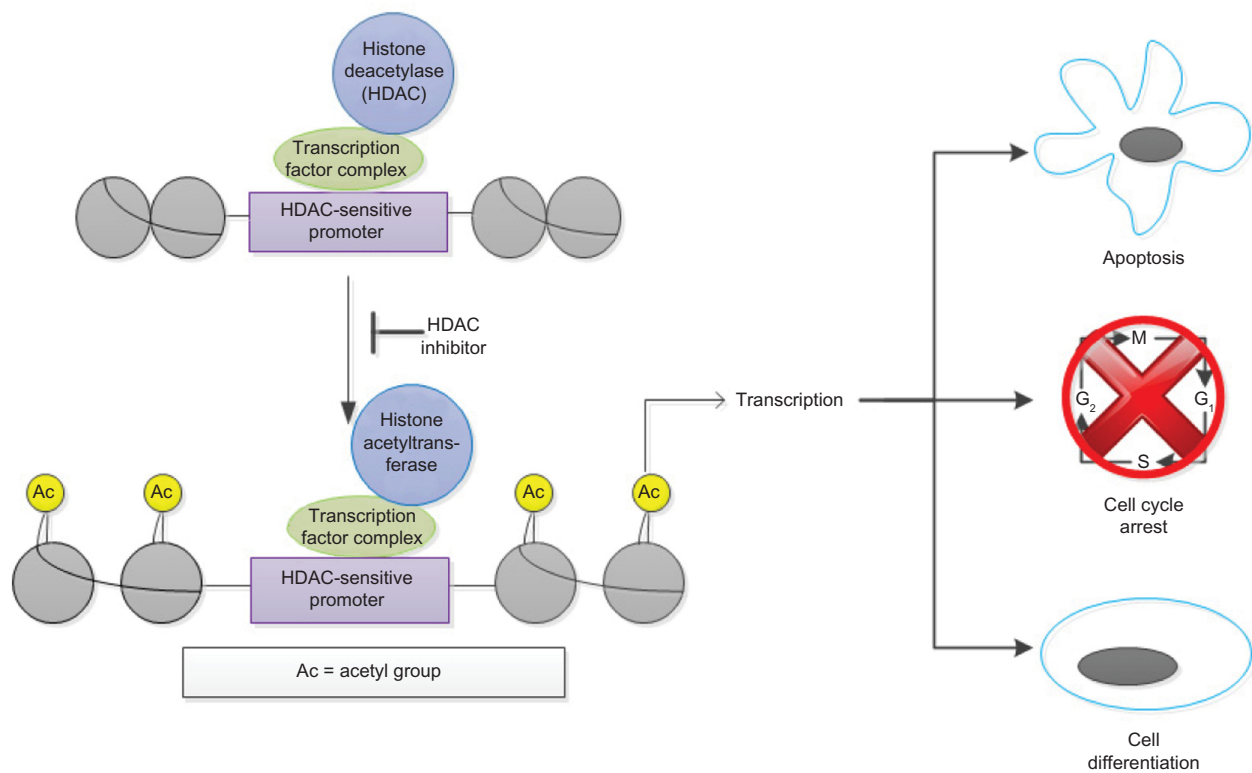 Histone
deacetylase
(HDAC)
Transcription
factor complex
HDAC-sensitive
promoter
HDAC
inhibitor
Histone
acetyltrans-
ferase
Ac
Ac
Ac
Ac
Transcription
factor complex
HDAC-sensitive
promoter
Ac = acetyl group
Transcription
Apoptosis
M
G2
G1
S
Cell cycle
arrest
Cell
differentiation